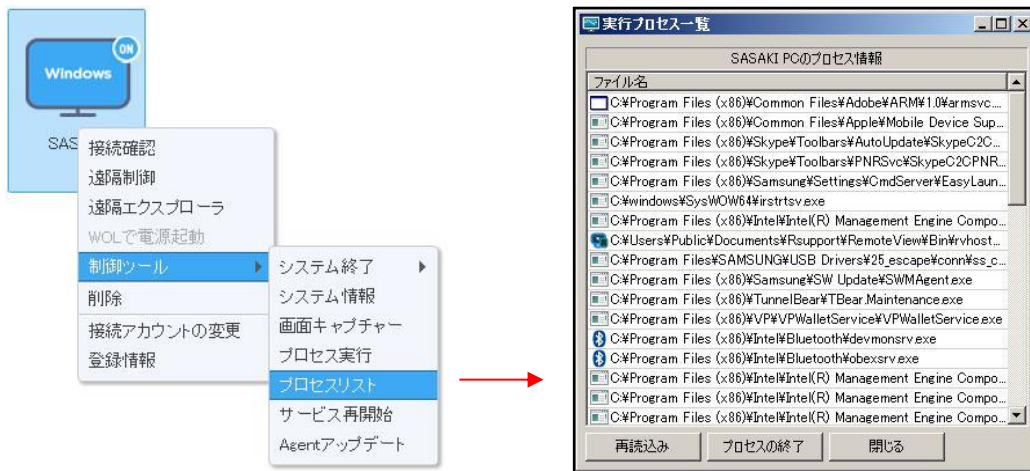 ON
Windows
SAS
接続確認
遠隔制御
遠隔エクスプローラ
WOLで電源起動
制御ツール
削除
接続アカウントの変更
登録情報
システム終了
システム情報
画面キャプチャー
プロセス実行
プロセスリスト
サービス再開始
Agentアップデート
実行プロセス一覧
SASAKI PCのプロセス情報
ファイル名
C:¥Program Files (x86)¥Common Files¥Adobe¥ARM¥1.0¥armsvc...
C:¥Program Files (x86)¥Common Files¥Apple¥Mobile Device Sup...
C:¥Program Files (x86)¥Skype¥Toolbars¥AutoUpdate¥SkypeC2C...
C:¥Program Files (x86)¥Skype¥Toolbars¥PNRSvc¥SkypeC2CPNR...
C:¥Program Files (x86)¥Samsung¥Settings¥CmdServer¥EasyLaun...
C:¥windows¥SysWOW64¥irstrtsv.exe
C:¥Program Files (x86)¥Intel¥Intel(R) Management Engine Compo...
C:¥Users¥Public¥Documents¥Rsupport¥RemoteView¥Bin¥rvhost...
C:¥Program Files¥SAMSUNG¥USB Drivers¥25_escape¥conn¥ss_c...
C:¥Program Files (x86)¥Samsung¥SW Update¥SWMAgent.exe
C:¥Program Files (x86)¥TunnelBear¥TBear.Maintenance.exe
C:¥Program Files (x86)¥VP¥VPWalletService¥VPWalletService.exe
C:¥Program Files (x86)¥Intel¥Bluetooth¥devmonsrv.exe
C:¥Program Files (x86)¥Intel¥Bluetooth¥obexsrv.exe
C:¥Program Files (x86)¥Intel¥Intel(R) Management Engine Compo...
C:¥Program Files (x86)¥Intel¥Intel(R) Management Engine Compo...
C:¥Program Files (x86)¥Intel¥Intel(R) Management Engine Compo...
再読込み プロセスの終了 閉じる